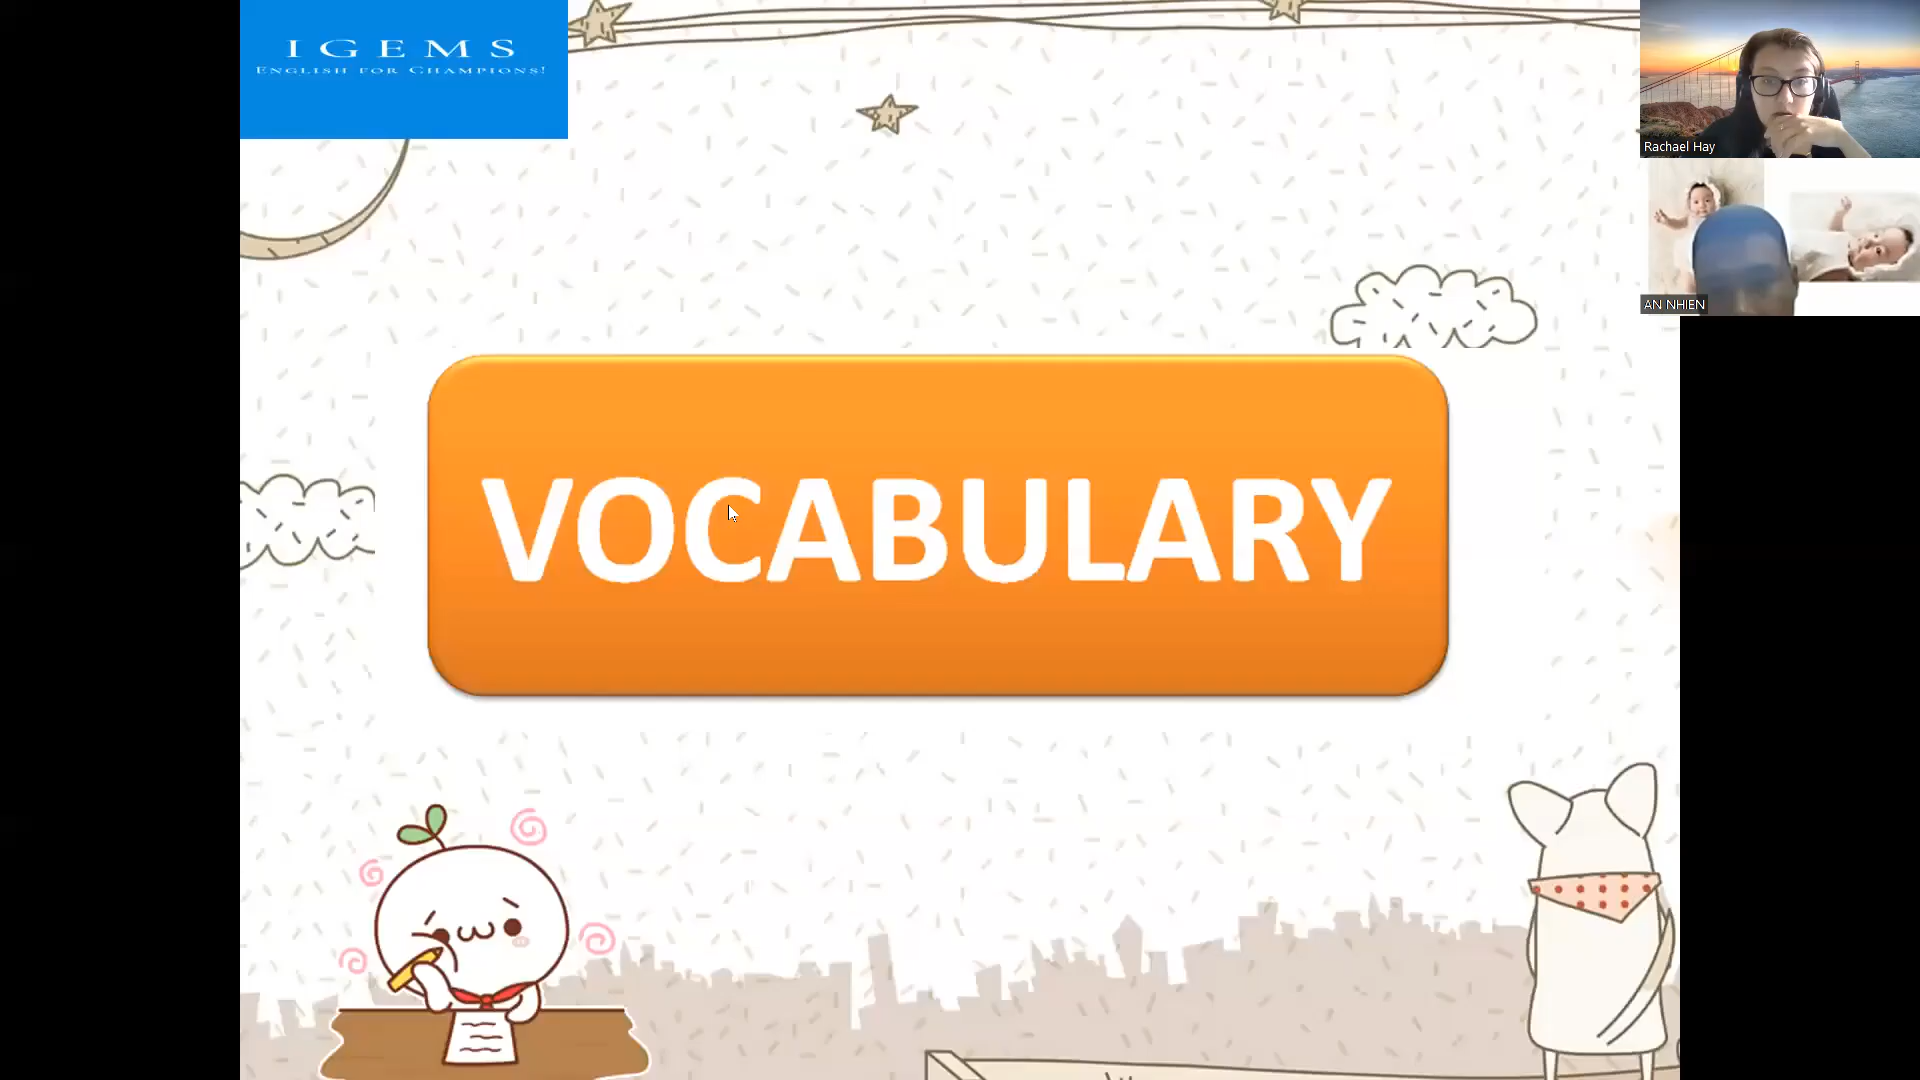 IGEMS
ENGLISH FOR CHAMPIONS!
Rachael Hay
AN NHIEN
VOCABULARY